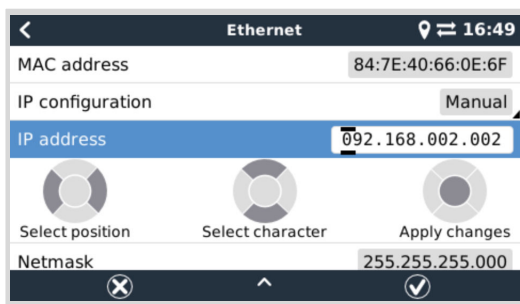 Ethernet 16:49
MAC address 84:7E:40:66:0E:6F
IP configuration Manual
IP address 092.168.002.002
Select position Select character Apply changes
Netmask 255.255.255.000